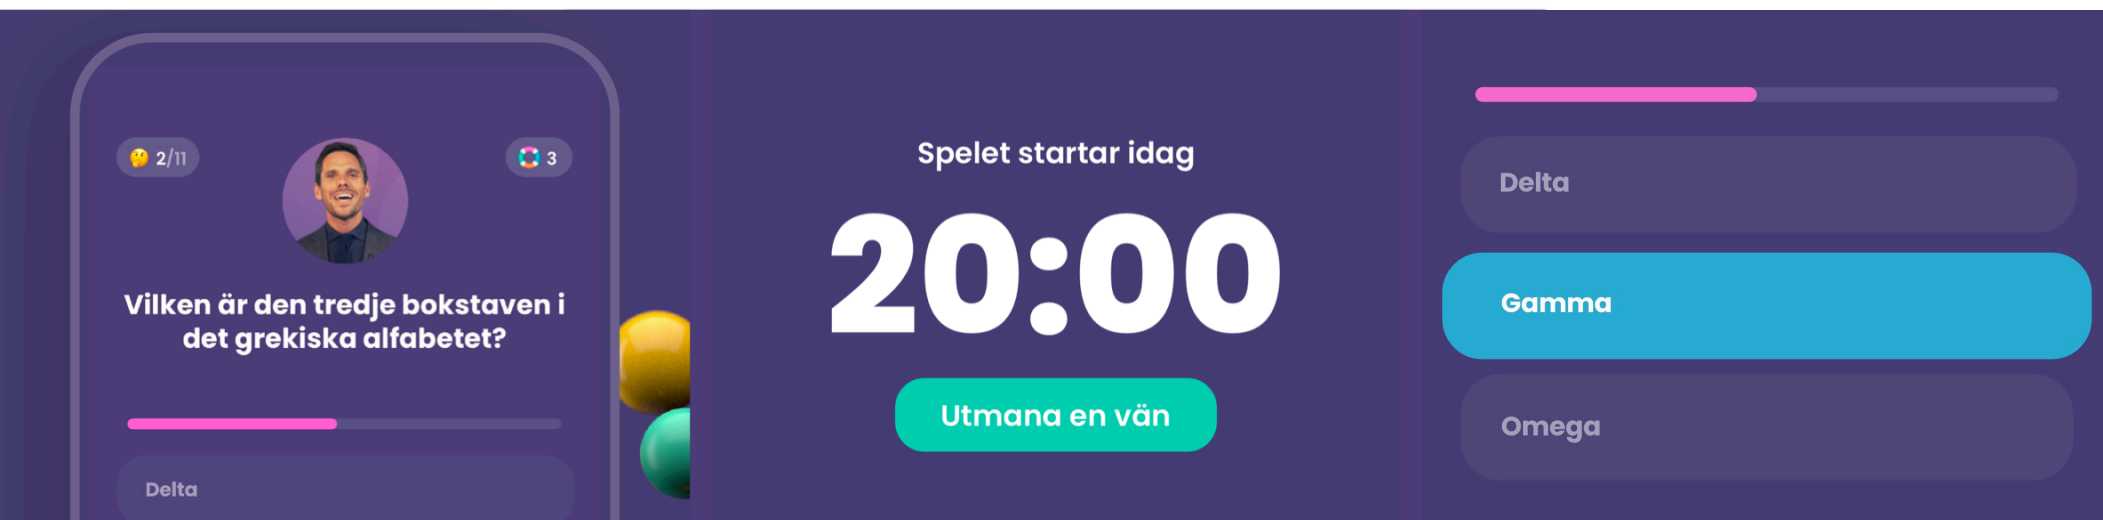 2/11
3
Vilken är den tredje bokstaven i
det grekiska alfabetet?
Delta
Spelet startar idag
20:00
Utmana en vän
Delta
Gamma
Omega